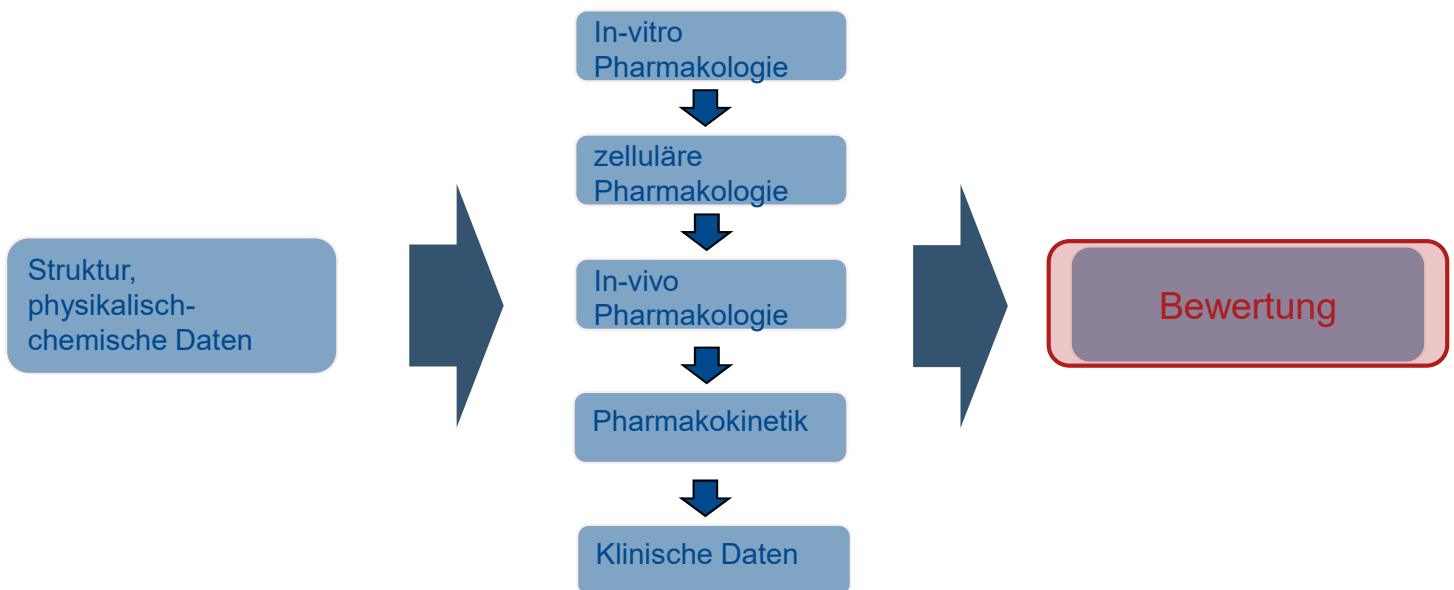 Struktur,
physikalisch-
chemische Daten
In-vitro
Pharmakologie
zelluläre
Pharmakologie
In-vivo
Pharmakologie
Pharmakokinetik
Klinische Daten
Bewertung